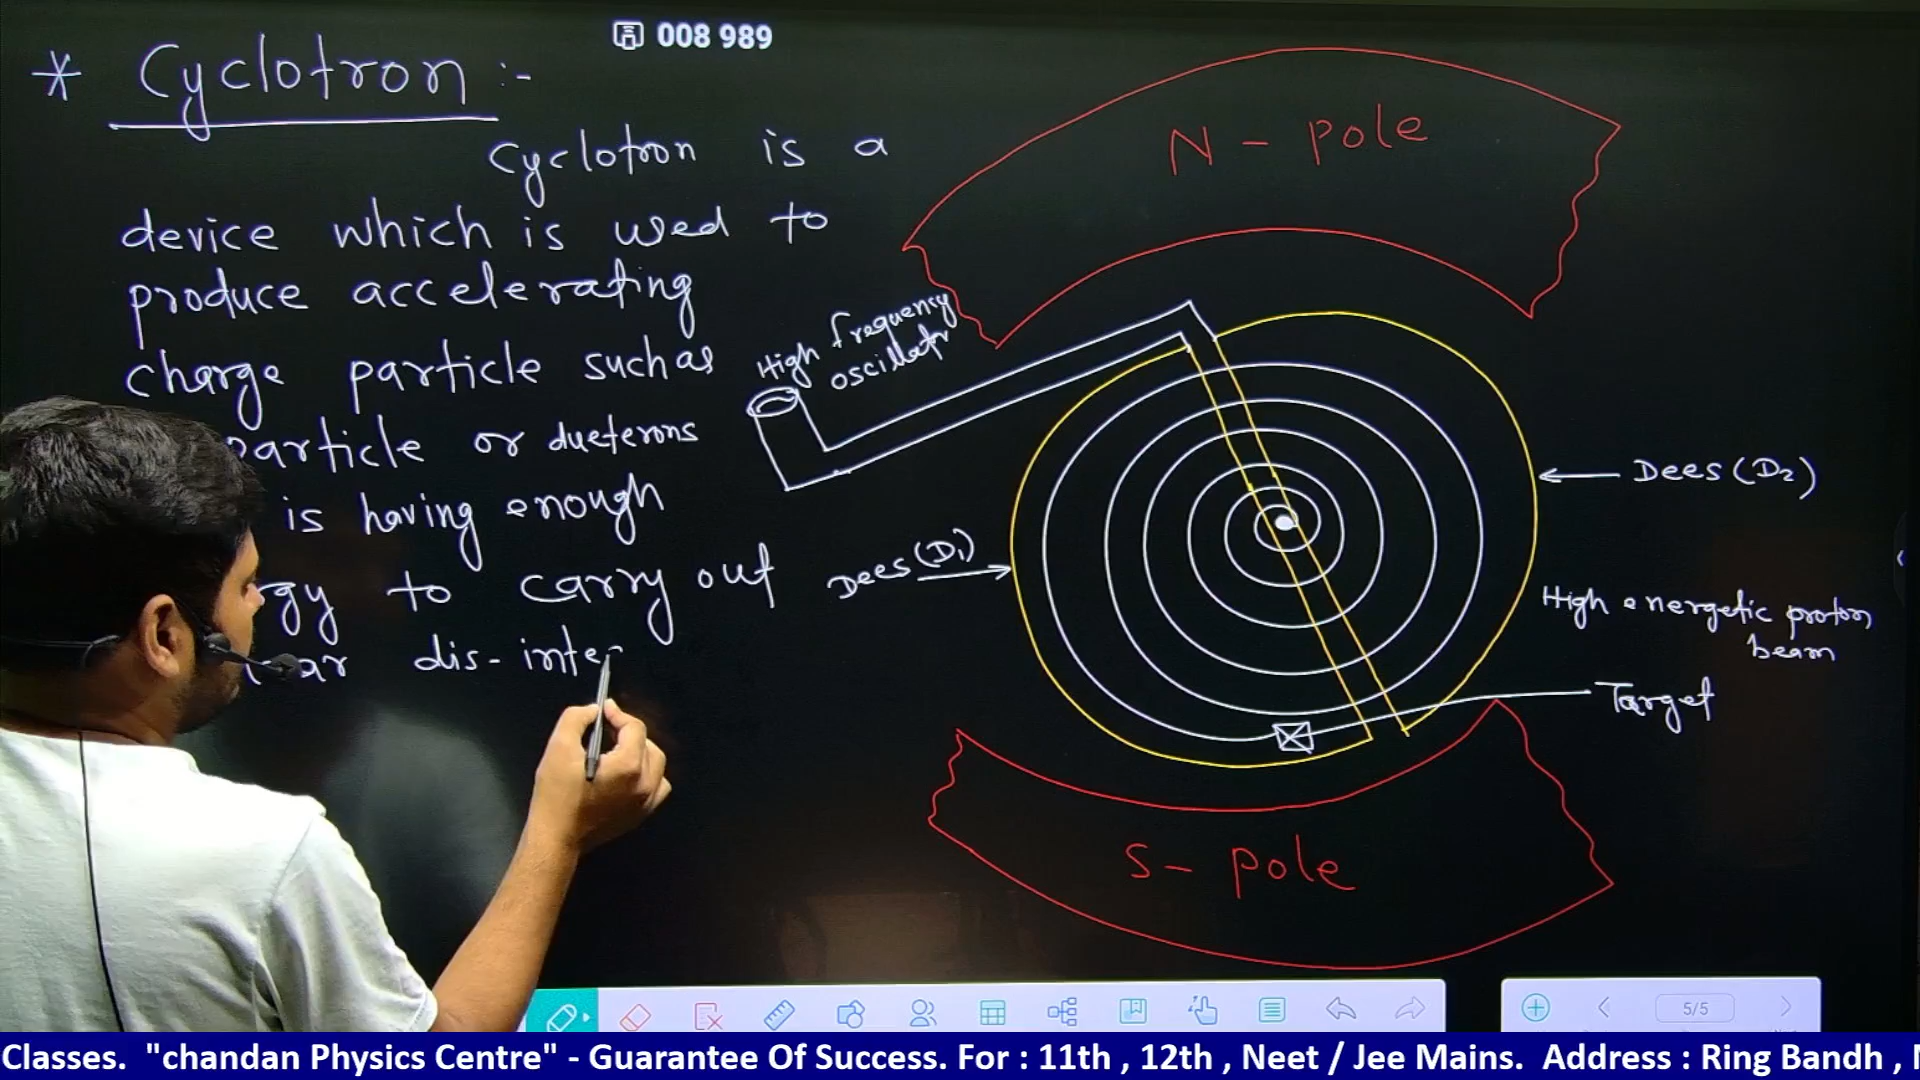 008 989
* Cyclotron :-
Cyclotron is a
device which is used to
produce accelerating
charge particle such as
particle or dueterons
is having enough
to carry out
dis-inte
N - pole
High frequency
oscillator
Dees (D1)
Dees (D2)
High energetic proton
beam
Target
S - pole
5/5
Classes. "chandan Physics Centre" - Guarantee Of Success. For : 11th , 12th , Neet / Jee Mains. Address : Ring Bandh ,